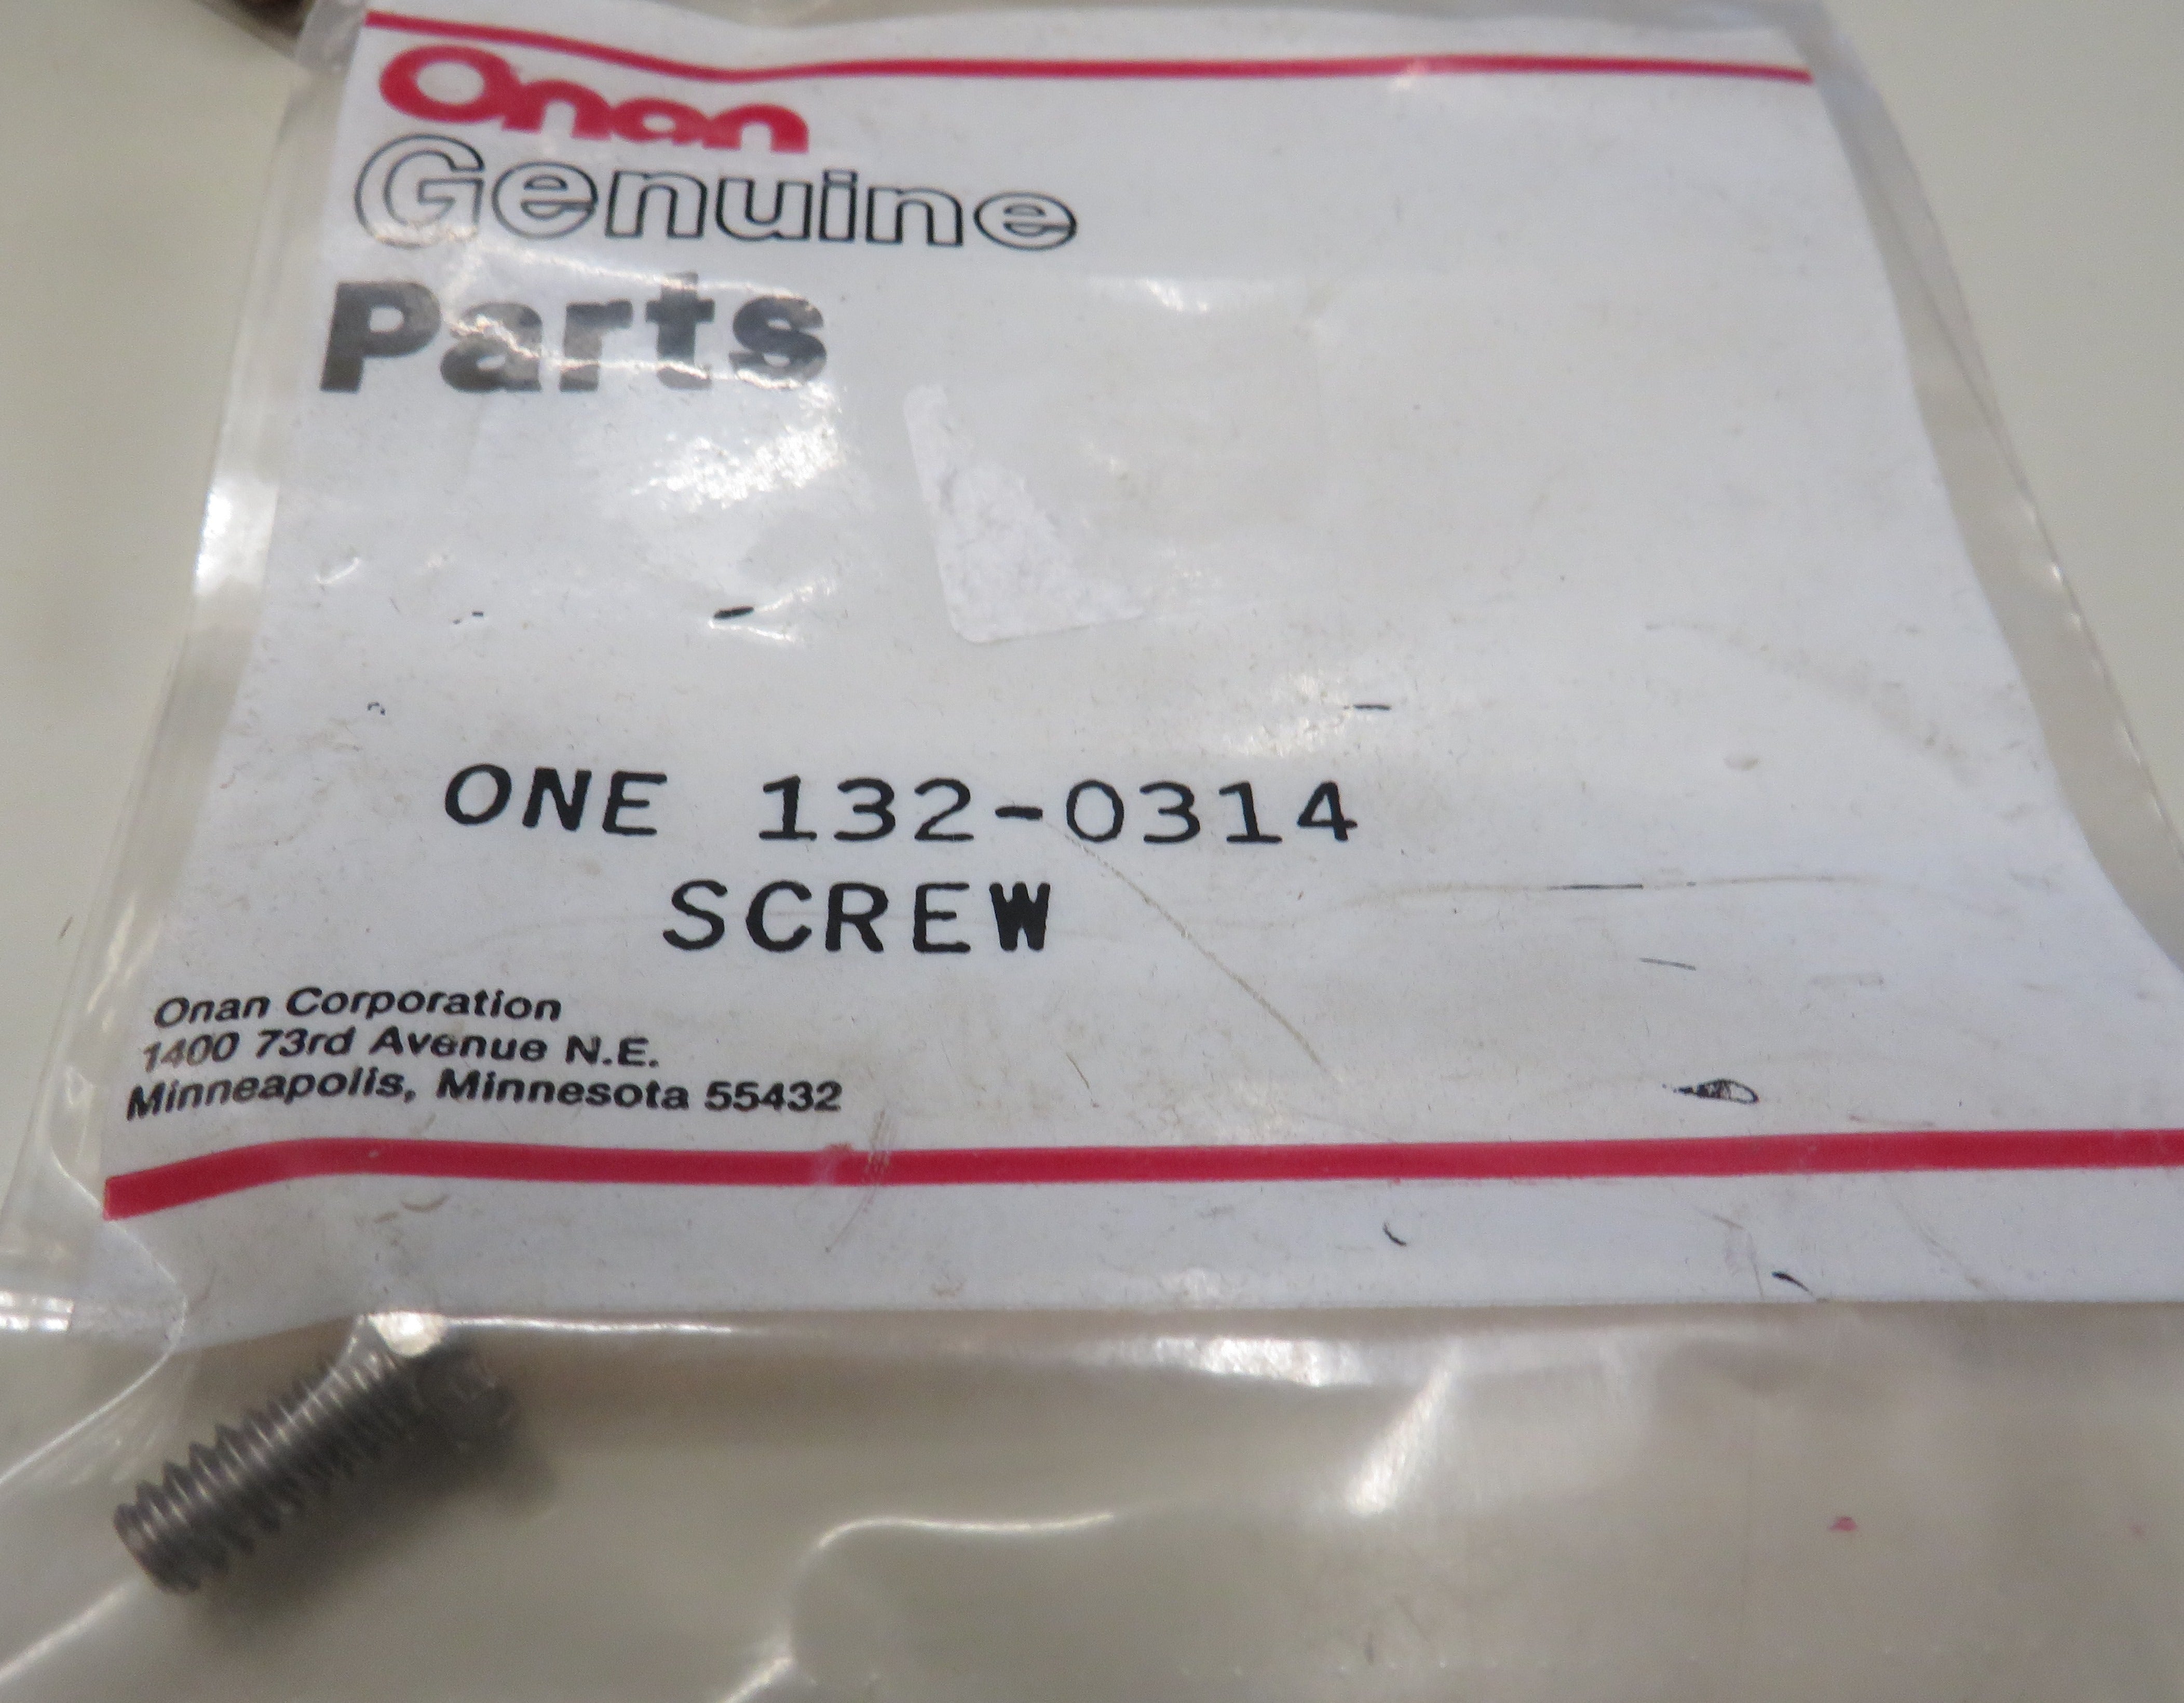 Onan
Genuine
Parts
ONE 132-0314
SCREW
Onan Corporation
1400 73rd Avenue N.E.
Minneapolis, Minnesota 55432